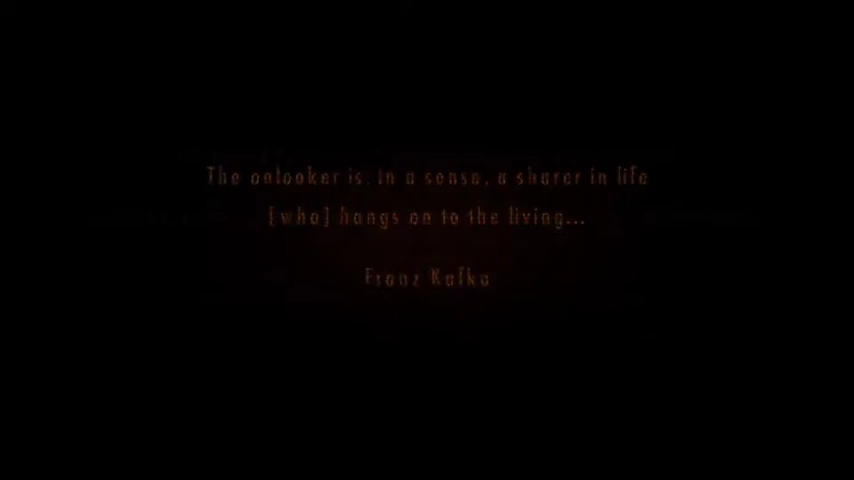 The onlooker is, in a sense, a sharer in life
[who] hangs on to the living...
Franz Kafka